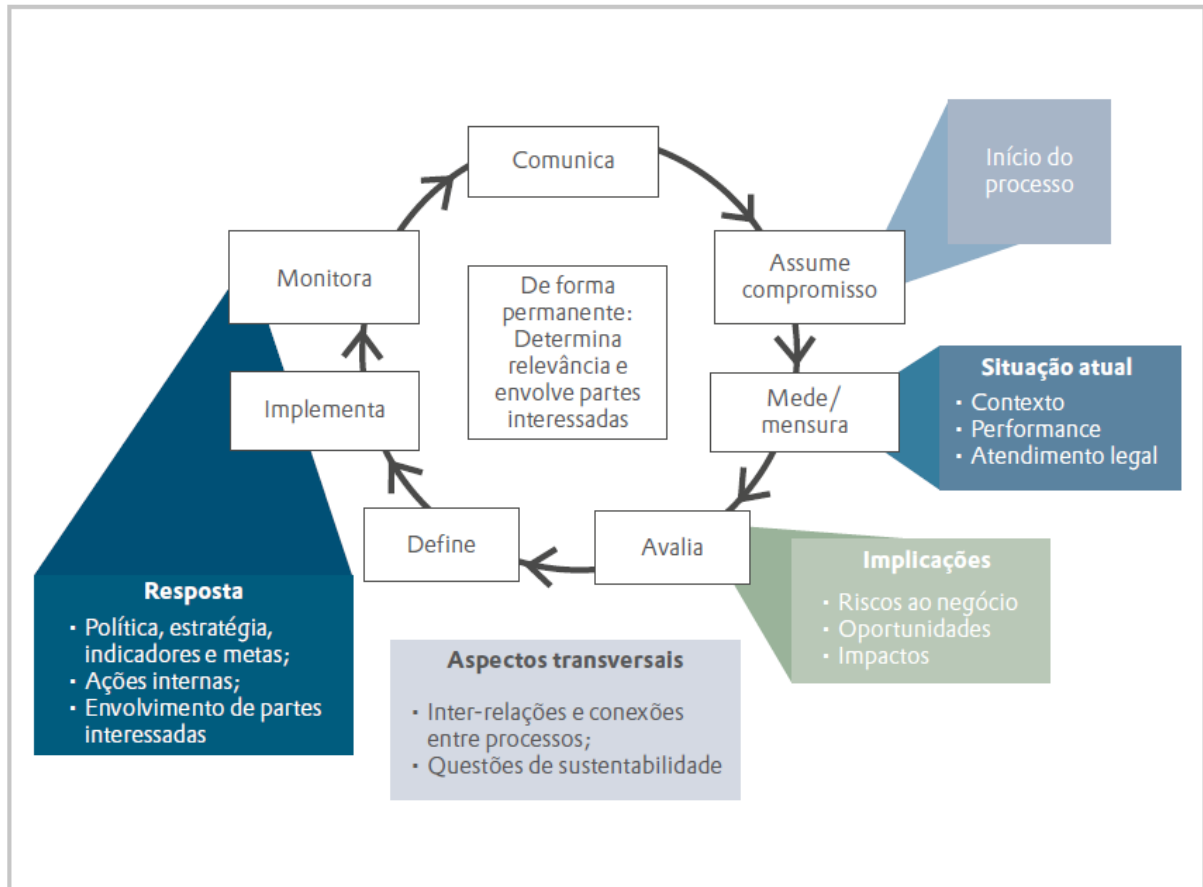 Comunica
Início do
processo
Assume
compromisso
Monitora
De forma
permanente:
Determina
relevância e
envolve partes
interessadas
Mede/
mensura
Situação atual
· Contexto
· Performance
· Atendimento legal
Implementa
Define
Avalia
Implicações
· Riscos ao negócio
· Oportunidades
· Impactos
Resposta
· Política, estratégia,
indicadores e metas;
· Ações internas;
· Envolvimento de partes
interessadas
Aspectos transversais
· Inter-relações e conexões
entre processos;
· Questões de sustentabilidade